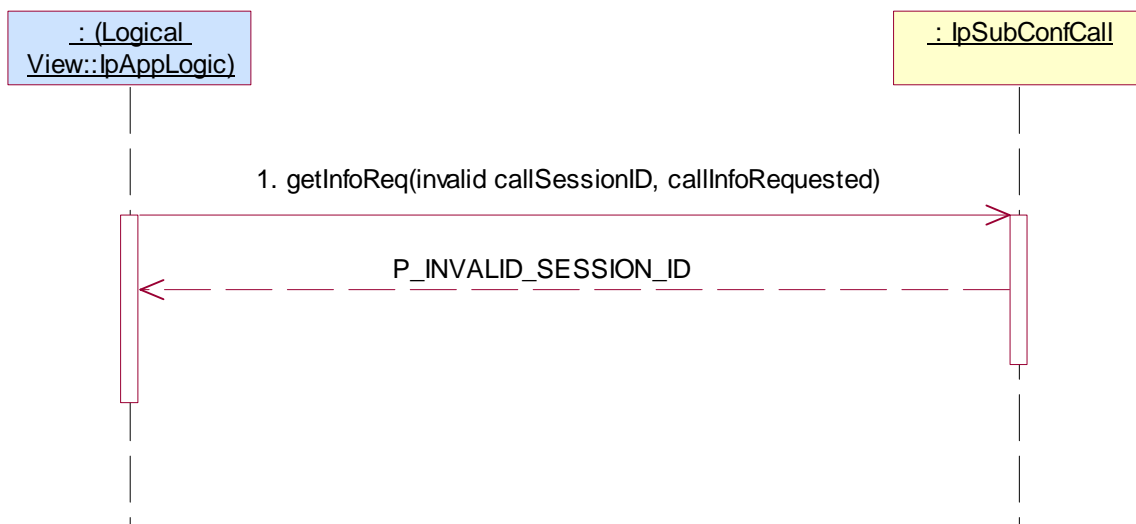 : (Logical
View::IpAppLogic)
: IpSubConfCall
1. getInfoReq(invalid callSessionID, callInfoRequested)
P_INVALID_SESSION_ID